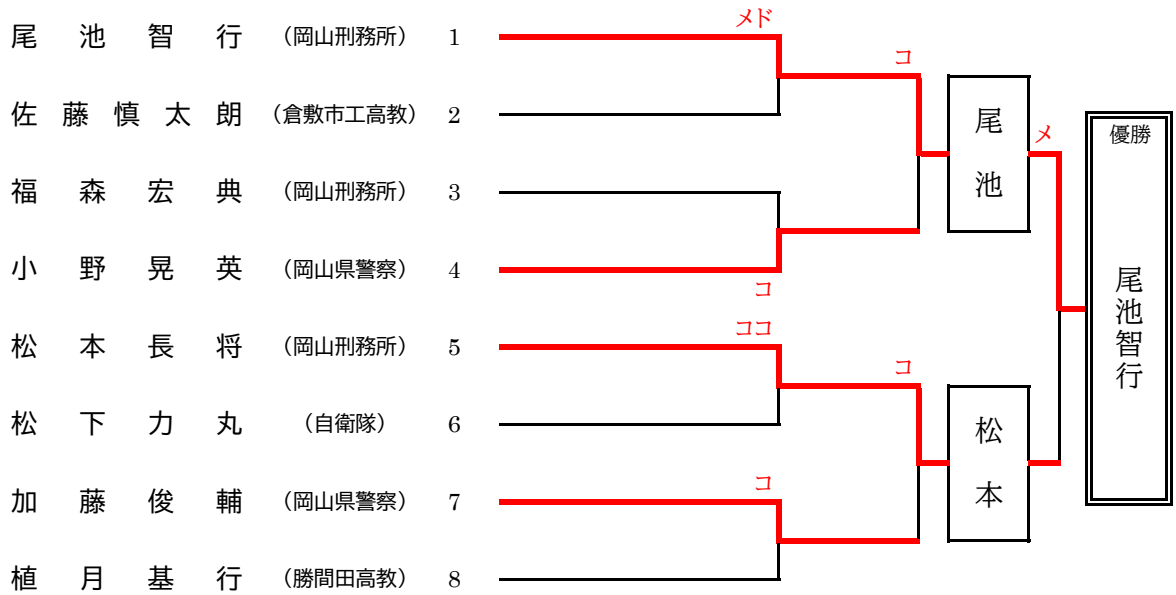 尾池智行 (岡山刑務所) 1
メド
コ
佐藤慎太朗 (倉敷市工高教) 2
尾池
メ
優勝
福森宏典 (岡山刑務所) 3
小野晃英 (岡山県警察) 4
コ
尾池智行
松本長将 (岡山刑務所) 5
ココ
コ
松下力丸 (自衛隊) 6
松本
加藤俊輔 (岡山県警察) 7
コ
植月基行 (勝間田高教) 8